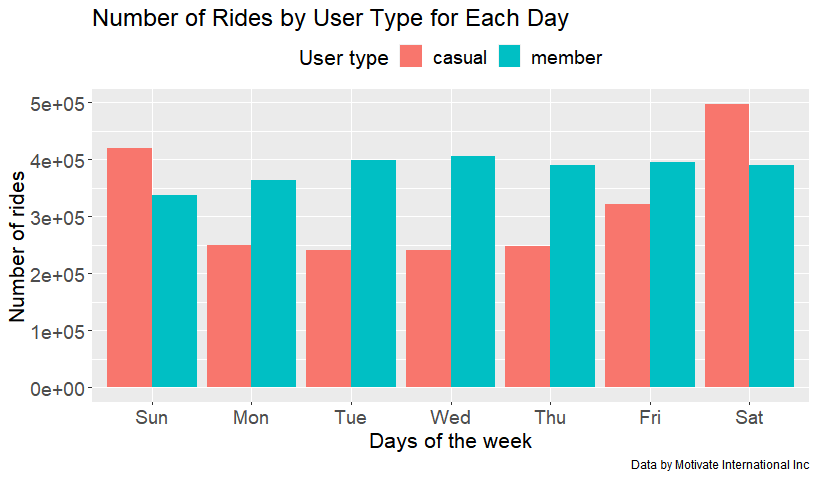 Number of Rides by User Type for Each Day
User type casual member
Number of rides
5e+05
4e+05
3e+05
2e+05
1e+05
0e+00
Sun Mon Tue Wed Thu Fri Sat
Days of the week
Data by Motivate International Inc